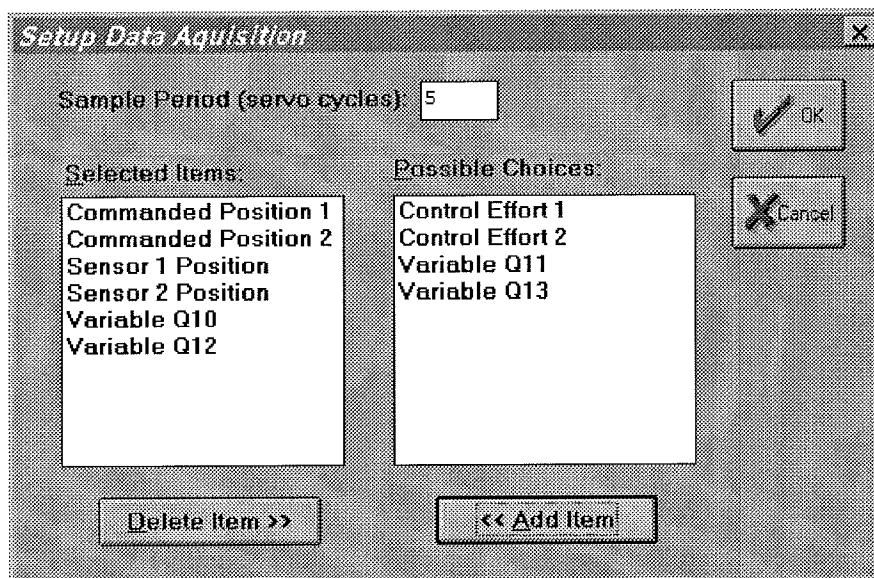 Setup Data Aquisition
Sample Period (servo cycles): 5
OK
Selected Items:
Possible Choices:
Commanded Position 1
Commanded Position 2
Sensor 1 Position
Sensor 2 Position
Variable Q10
Variable Q12
Control Effort 1
Control Effort 2
Variable Q11
Variable Q13
Cancel
Delete Item >>
<< Add Item